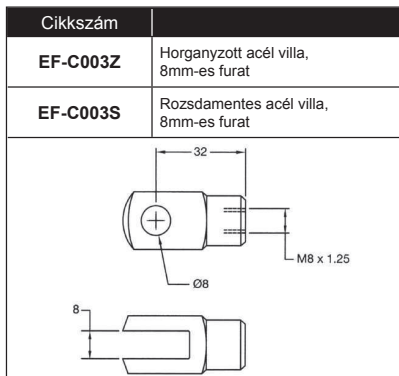 Cikkszám
EF-C003Z
Horganyzott acél villa,
8mm-es furat
EF-C003S
Rozsdamentes acél villa,
8mm-es furat
32
M8 x 1.25
Ø8
8